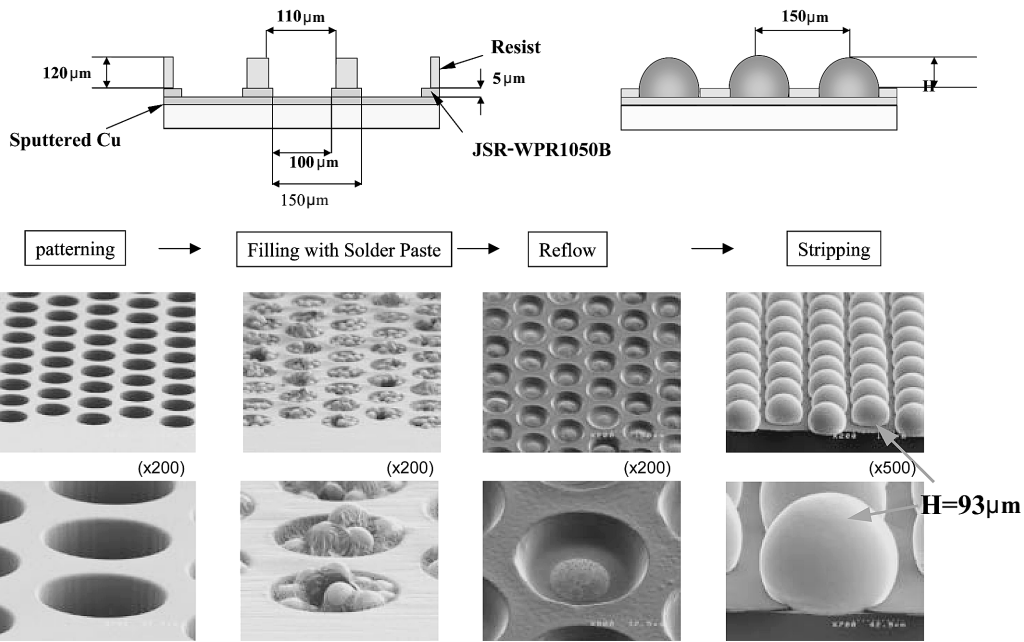 110μm
150μm
Resist
120μm
5μm
H
Sputtered Cu
JSR-WPR1050B
100μm
150μm
patterning
Filling with Solder Paste
Reflow
Stripping
(x200)
(x200)
(x200)
(x500)
H=93μm